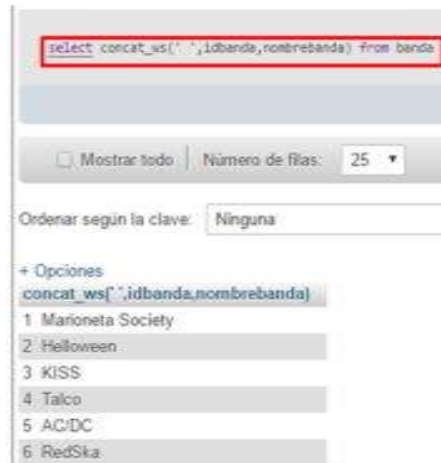 select concat_ws(' ',idbanda,nombrebanda) from banda
Mostrar todo Número de filas: 25
Ordenar según la clave: Ninguna
+ Opciones
concat_ws(' ',idbanda,nombrebanda)
1 Marioneta Society
2 Helloween
3 KISS
4 Talco
5 AC/DC
6 RedSka